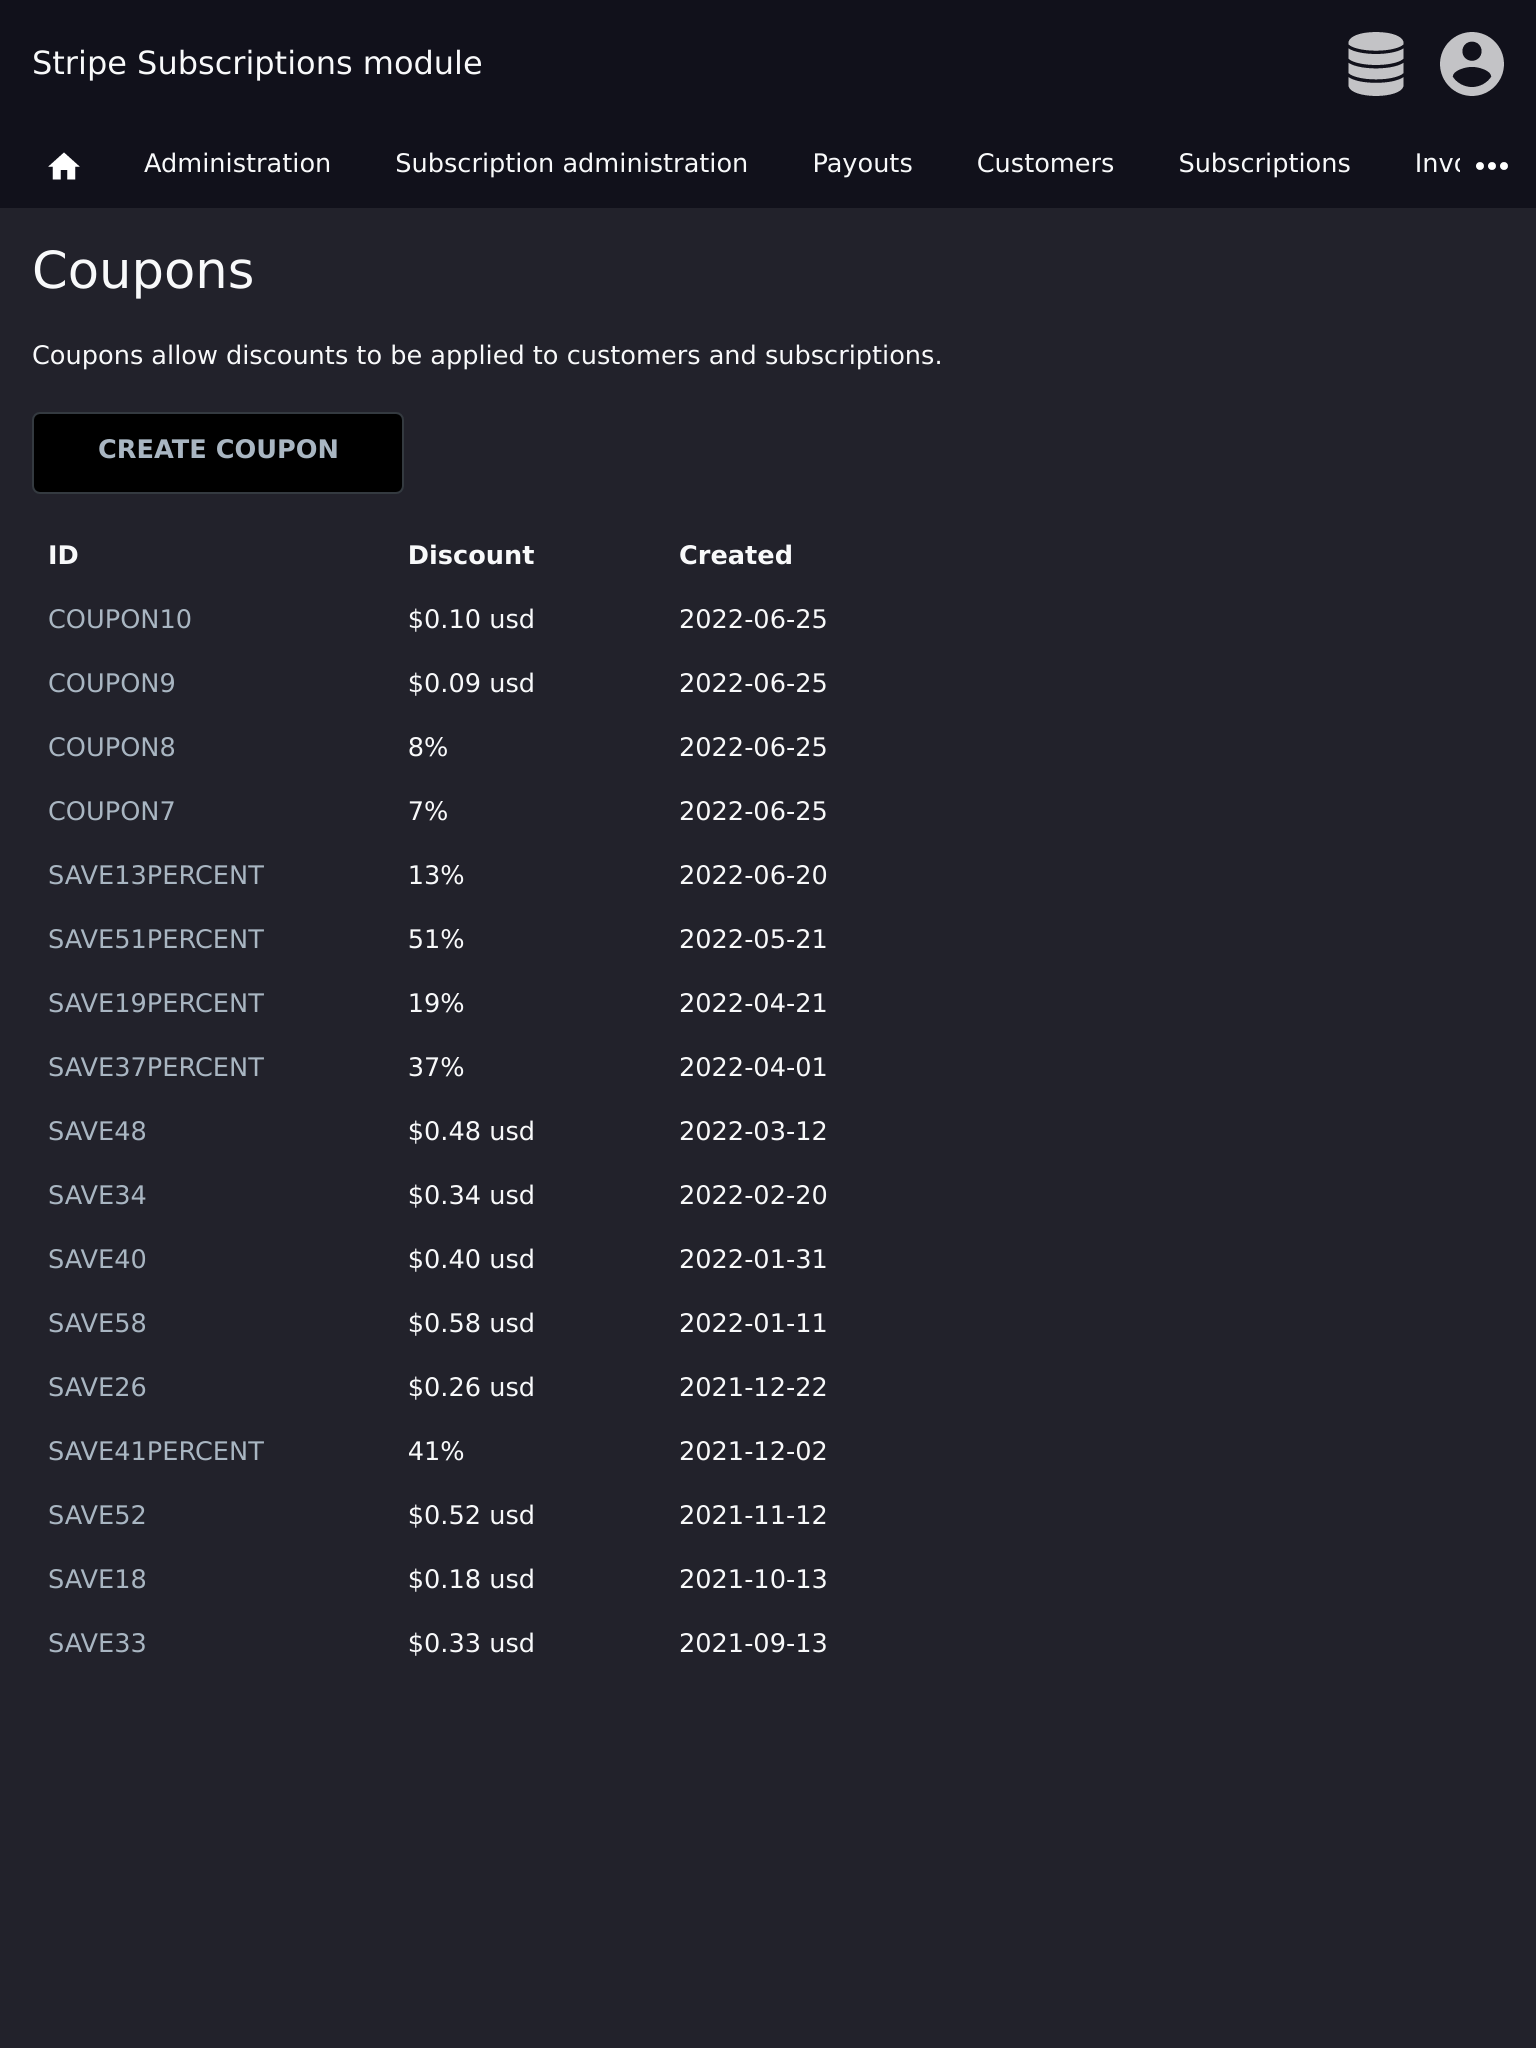 Stripe Subscriptions module
Administration Subscription administration Payouts Customers Subscriptions
Coupons
Coupons allow discounts to be applied to customers and subscriptions.
CREATE COUPON
ID Discount Created
COUPON10 $0.10 usd 2022-06-25
COUPON9 $0.09 usd 2022-06-25
COUPON8 8% 2022-06-25
COUPON7 7% 2022-06-25
SAVE13PERCENT 13% 2022-06-20
SAVE51PERCENT 51% 2022-05-21
SAVE19PERCENT 19% 2022-04-21
SAVE37PERCENT 37% 2022-04-01
SAVE48 $0.48 usd 2022-03-12
SAVE34 $0.34 usd 2022-02-20
SAVE40 $0.40 usd 2022-01-31
SAVE58 $0.58 usd 2022-01-11
SAVE26 $0.26 usd 2021-12-22
SAVE41PERCENT 41% 2021-12-02
SAVE52 $0.52 usd 2021-11-12
SAVE18 $0.18 usd 2021-10-13
SAVE33 $0.33 usd 2021-09-13